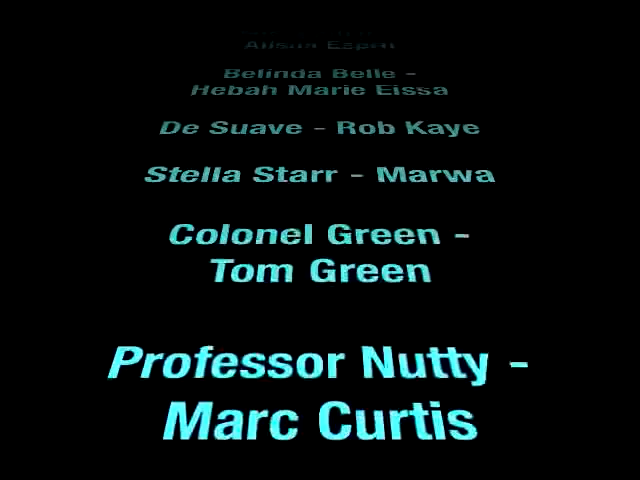 Belinda Belle -
Hebah Marie Eissa
De Suave - Rob Kaye
Stella Starr - Marwa
Colonel Green -
Tom Green
Professor Nutty -
Marc Curtis